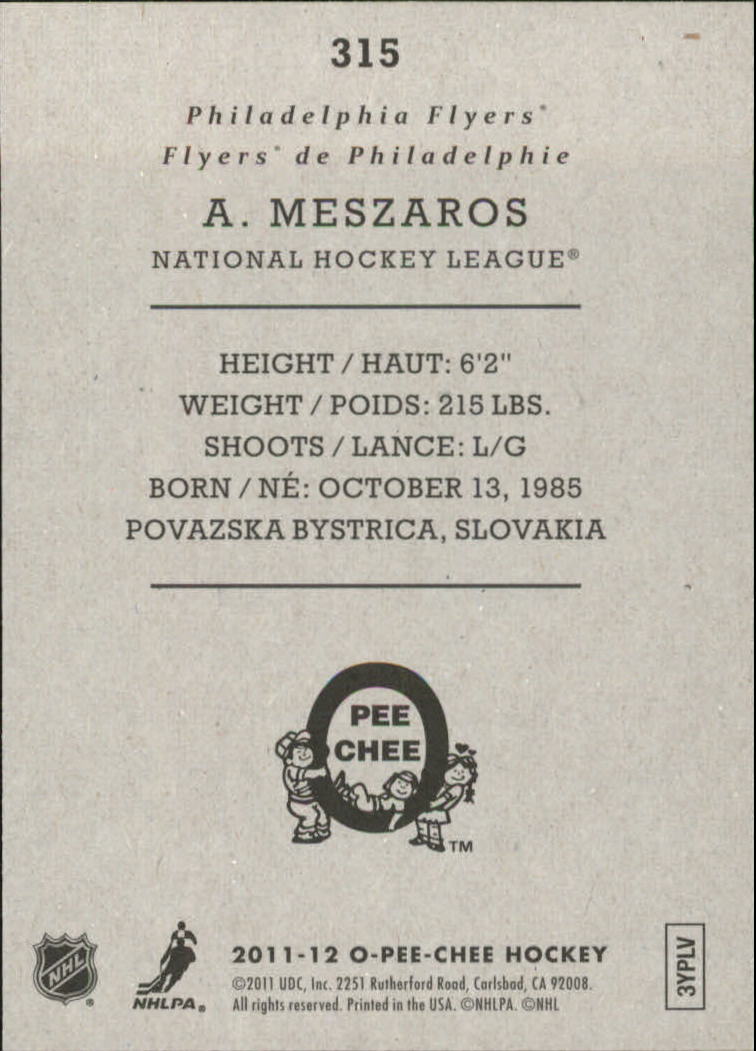 315
Philadelphia Flyers®
Flyers® de Philadelphie
A. MESZAROS
NATIONAL HOCKEY LEAGUE®
HEIGHT / HAUT: 6'2"
WEIGHT / POIDS: 215 LBS.
SHOOTS / LANCE: L/G
BORN / NÉ: OCTOBER 13, 1985
POVAZSKA BYSTRICA, SLOVAKIA
O
PEE
CHEE
TM
NHL®
NHLPA®
2011-12 O-PEE-CHEE HOCKEY
©2011 UDC, Inc. 2251 Rutherford Road, Carlsbad, CA 92008.
All rights reserved. Printed in the USA. ©NHLPA. ©NHL
3YPLV